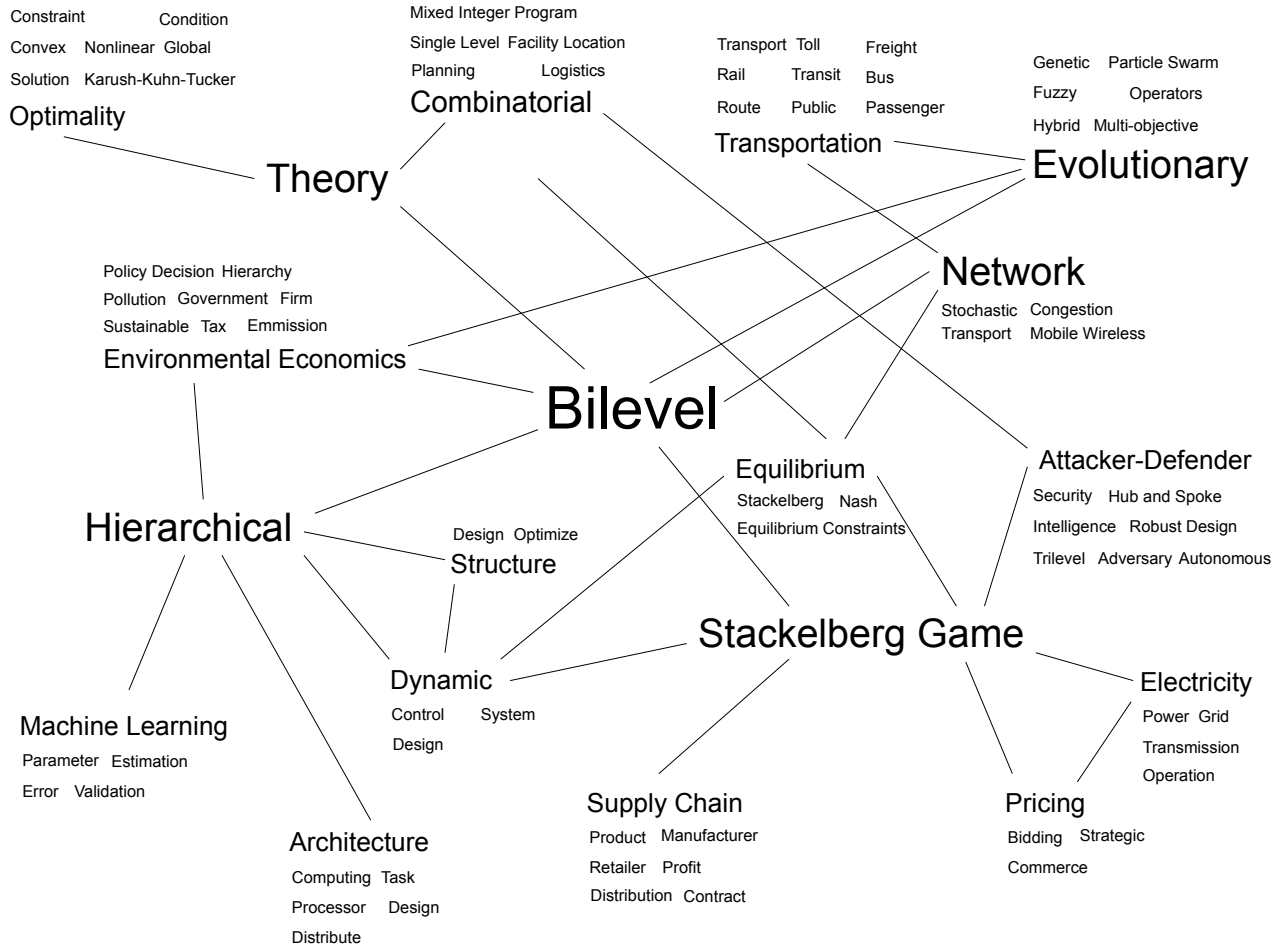 Constraint Condition
Convex Nonlinear Global
Solution Karush-Kuhn-Tucker
Optimality
Mixed Integer Program
Single Level Facility Location
Planning Logistics
Combinatorial
Transport Toll Freight
Rail Transit Bus
Route Public Passenger
Transportation
Genetic Particle Swarm
Fuzzy Operators
Hybrid Multi-objective
Evolutionary
Theory
Network
Stochastic Congestion
Transport Mobile Wireless
Policy Decision Hierarchy
Pollution Government Firm
Sustainable Tax Emmission
Environmental Economics
Bilevel
Equilibrium
Stackelberg Nash
Equilibrium Constraints
Attacker-Defender
Security Hub and Spoke
Intelligence Robust Design
Trilevel Adversary Autonomous
Hierarchical
Design Optimize
Structure
Stackelberg Game
Dynamic
Control System
Design
Electricity
Power Grid
Transmission
Operation
Machine Learning
Parameter Estimation
Error Validation
Architecture
Computing Task
Processor Design
Distribute
Supply Chain
Product Manufacturer
Retailer Profit
Distribution Contract
Pricing
Bidding Strategic
Commerce